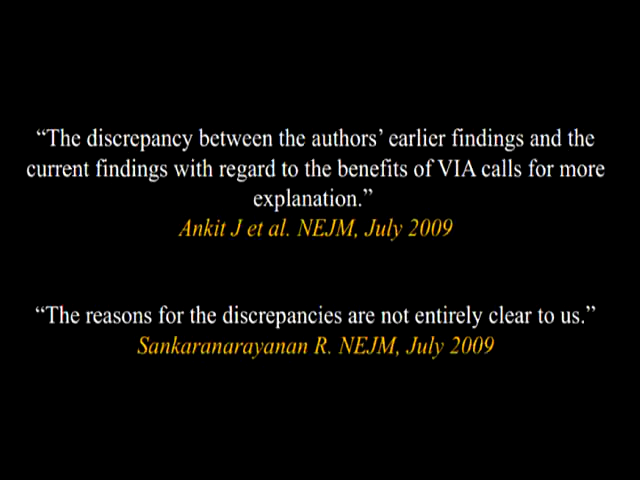 “The discrepancy between the authors’ earlier findings and the
current findings with regard to the benefits of VIA calls for more
explanation.”
Ankit J et al. NEJM, July 2009
“The reasons for the discrepancies are not entirely clear to us.”
Sankaranarayanan R. NEJM, July 2009